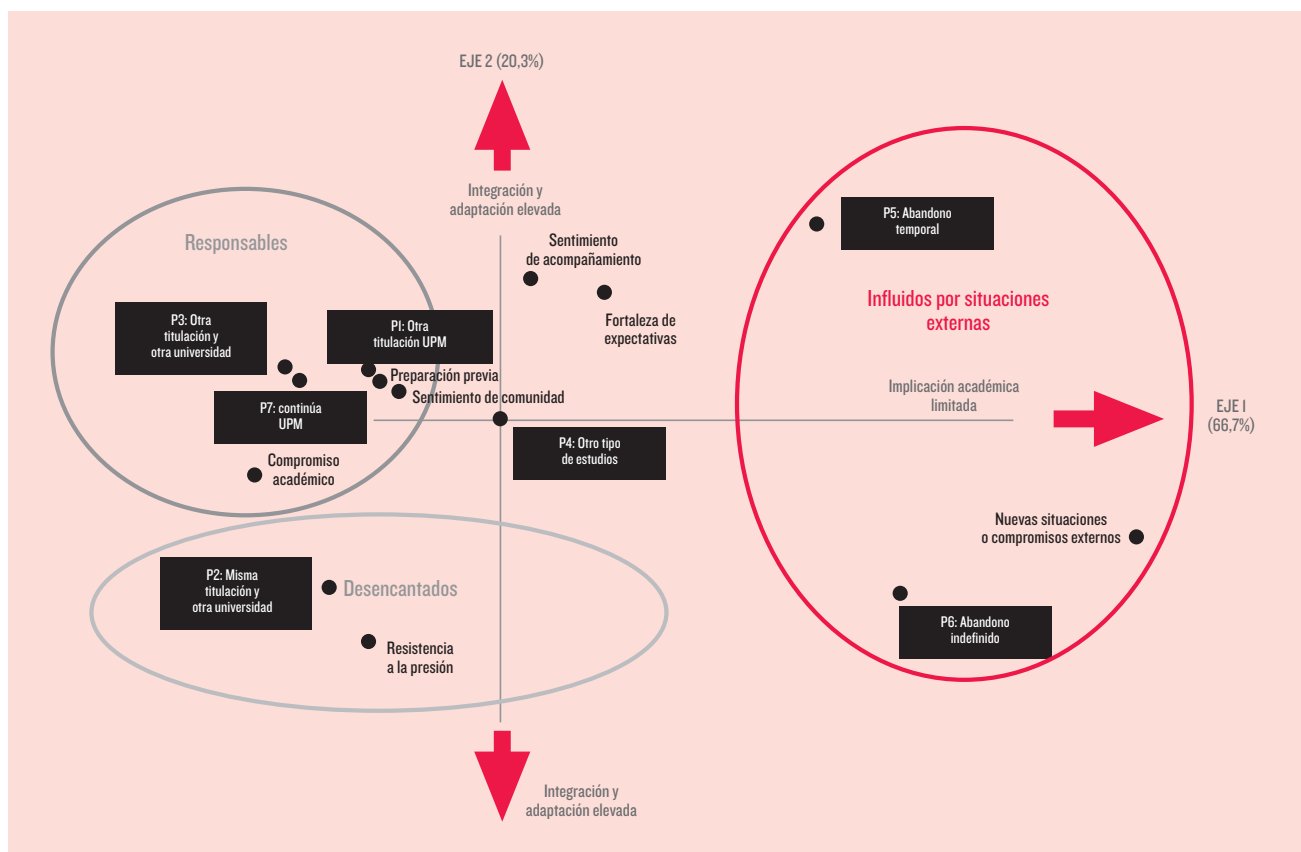 EJE 2 (20,3%)
Integración y
adaptación elevada
Responsables
Sentimiento
de acompañamiento
P5: Abandono
temporal
Influidos por situaciones
externas
P3: Otra
titulación y
otra universidad
P1: Otra
titulación UPM
Fortaleza de
expectativas
Preparación previa
Sentimiento de comunidad
Implicación académica
limitada
EJE 1
(66,7%)
P7: continúa
UPM
P4: Otro tipo
de estudios
Compromiso
académico
Nuevas situaciones
o compromisos externos
P2: Misma
titulación y
otra universidad
Desencantados
P6: Abandono
indefinido
Resistencia
a la presión
Integración y
adaptación elevada